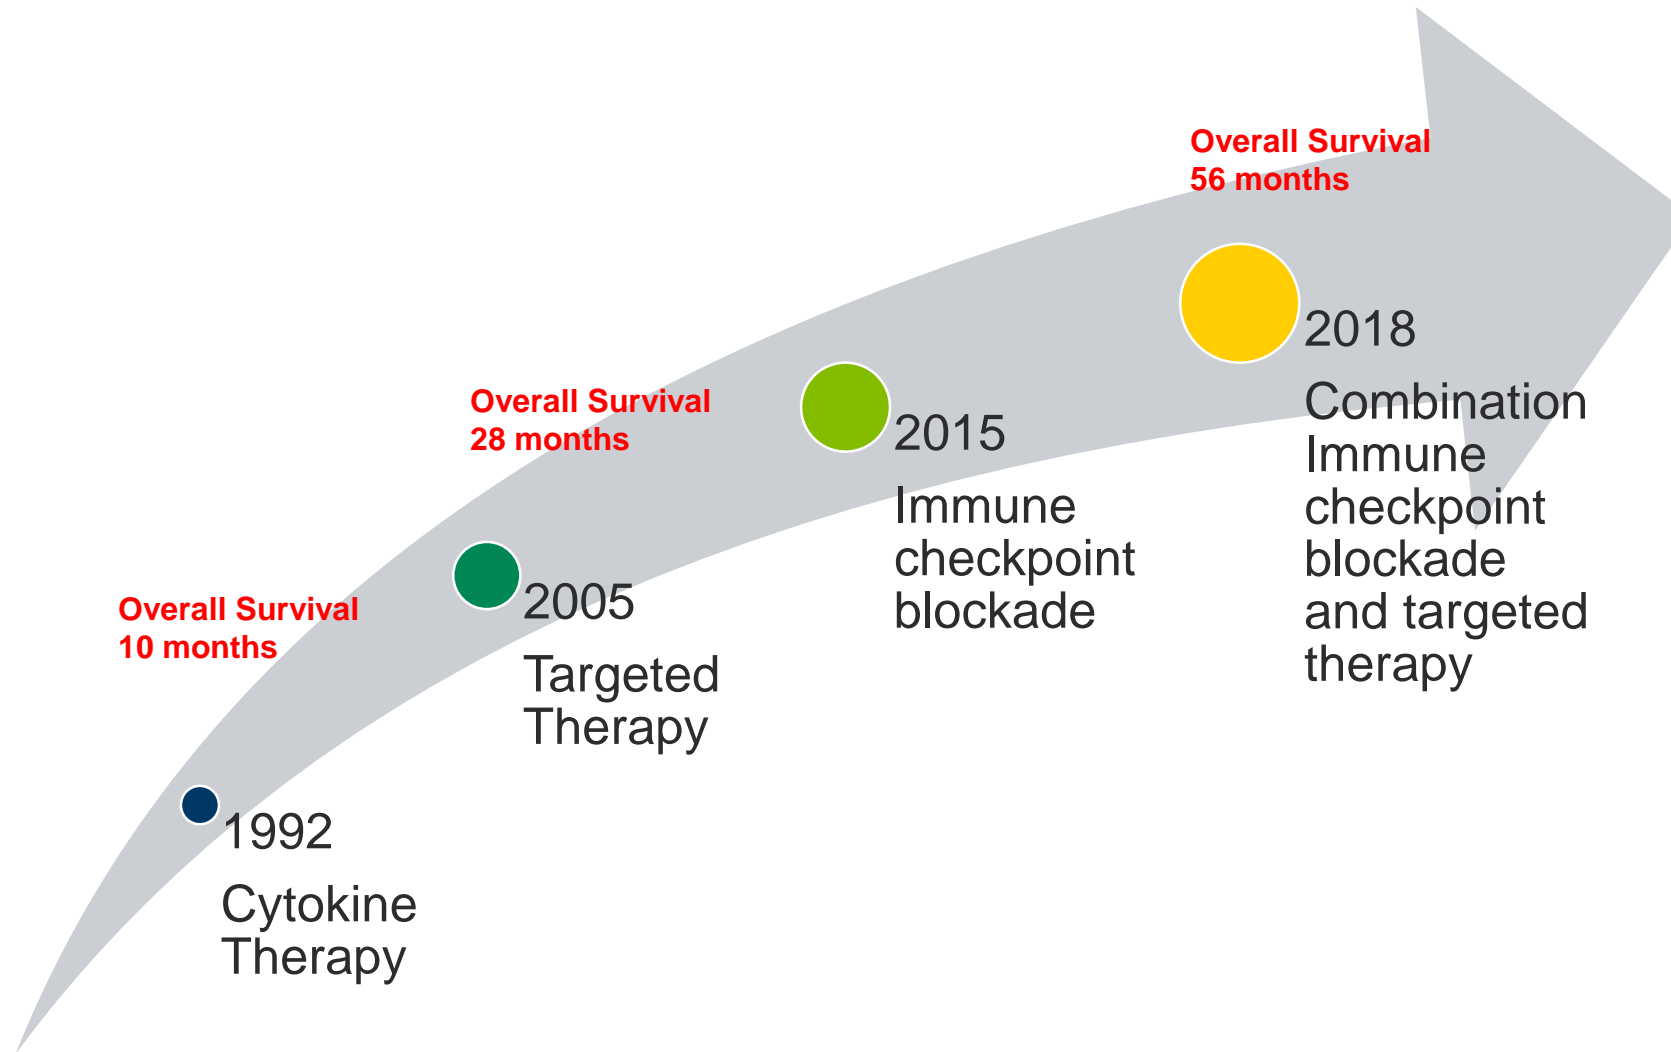 Overall Survival
10 months
1992
Cytokine
Therapy
Overall Survival
28 months
2005
Targeted
Therapy
2015
Immune
checkpoint
blockade
Overall Survival
56 months
2018
Combination
Immune
checkpoint
blockade
and targeted
therapy